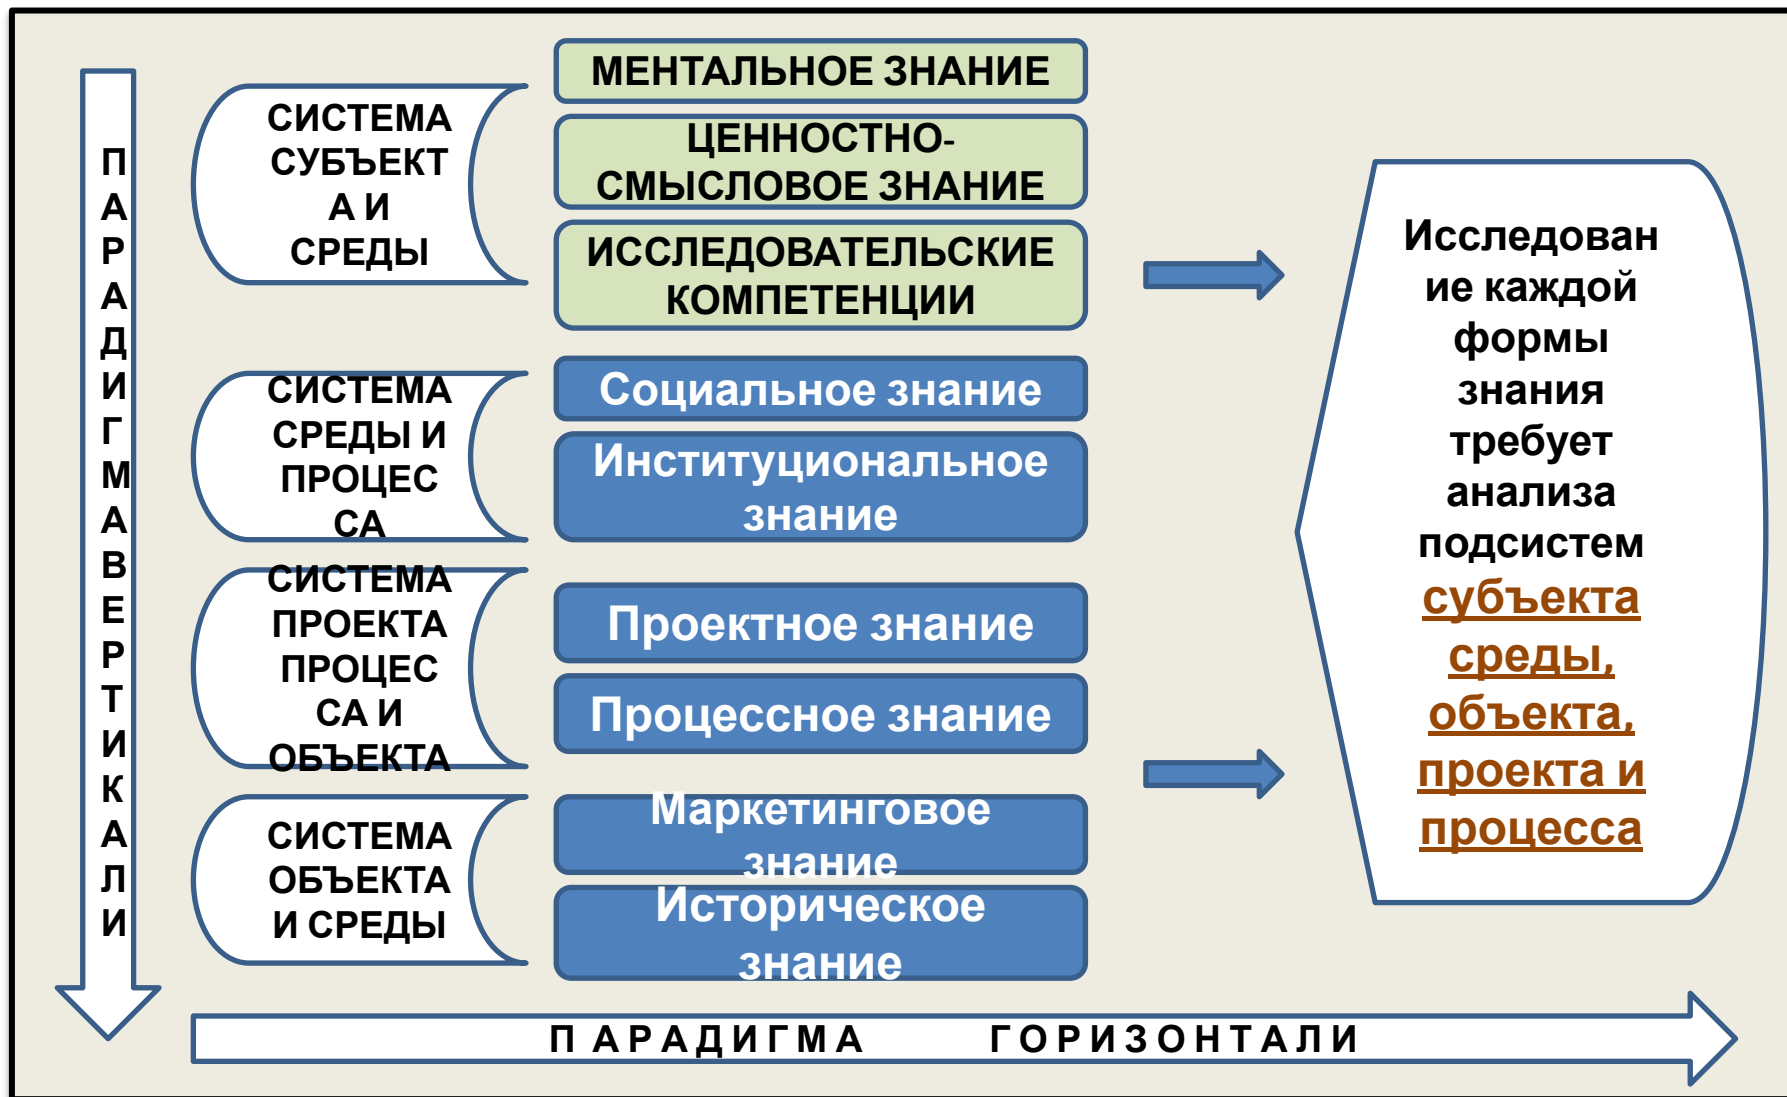 П
А
Р
А
Д
И
Г
М
А
В
Е
Р
Т
И
К
А
Л
И
СИСТЕМА
СУБЪЕКТ
А И
СРЕДЫ
МЕНТАЛЬНОЕ ЗНАНИЕ
ЦЕННОСТНО-
СМЫСЛОВОЕ ЗНАНИЕ
ИССЛЕДОВАТЕЛЬСКИЕ
КОМПЕТЕНЦИИ
СИСТЕМА
СРЕДЫ И
ПРОЦЕС
СА
Социальное знание
Институциональное
знание
СИСТЕМА
ПРОЕКТА
ПРОЦЕС
СА И
ОБЪЕКТА
Проектное знание
Процессное знание
СИСТЕМА
ОБЪЕКТА
И СРЕДЫ
Маркетинговое
знание
Историческое
знание
Исследован
ие каждой
формы
знания
требует
анализа
подсистем
субъекта
среды,
объекта,
проекта и
процесса
П А Р А Д И Г М А Г О Р И З О Н Т А Л И